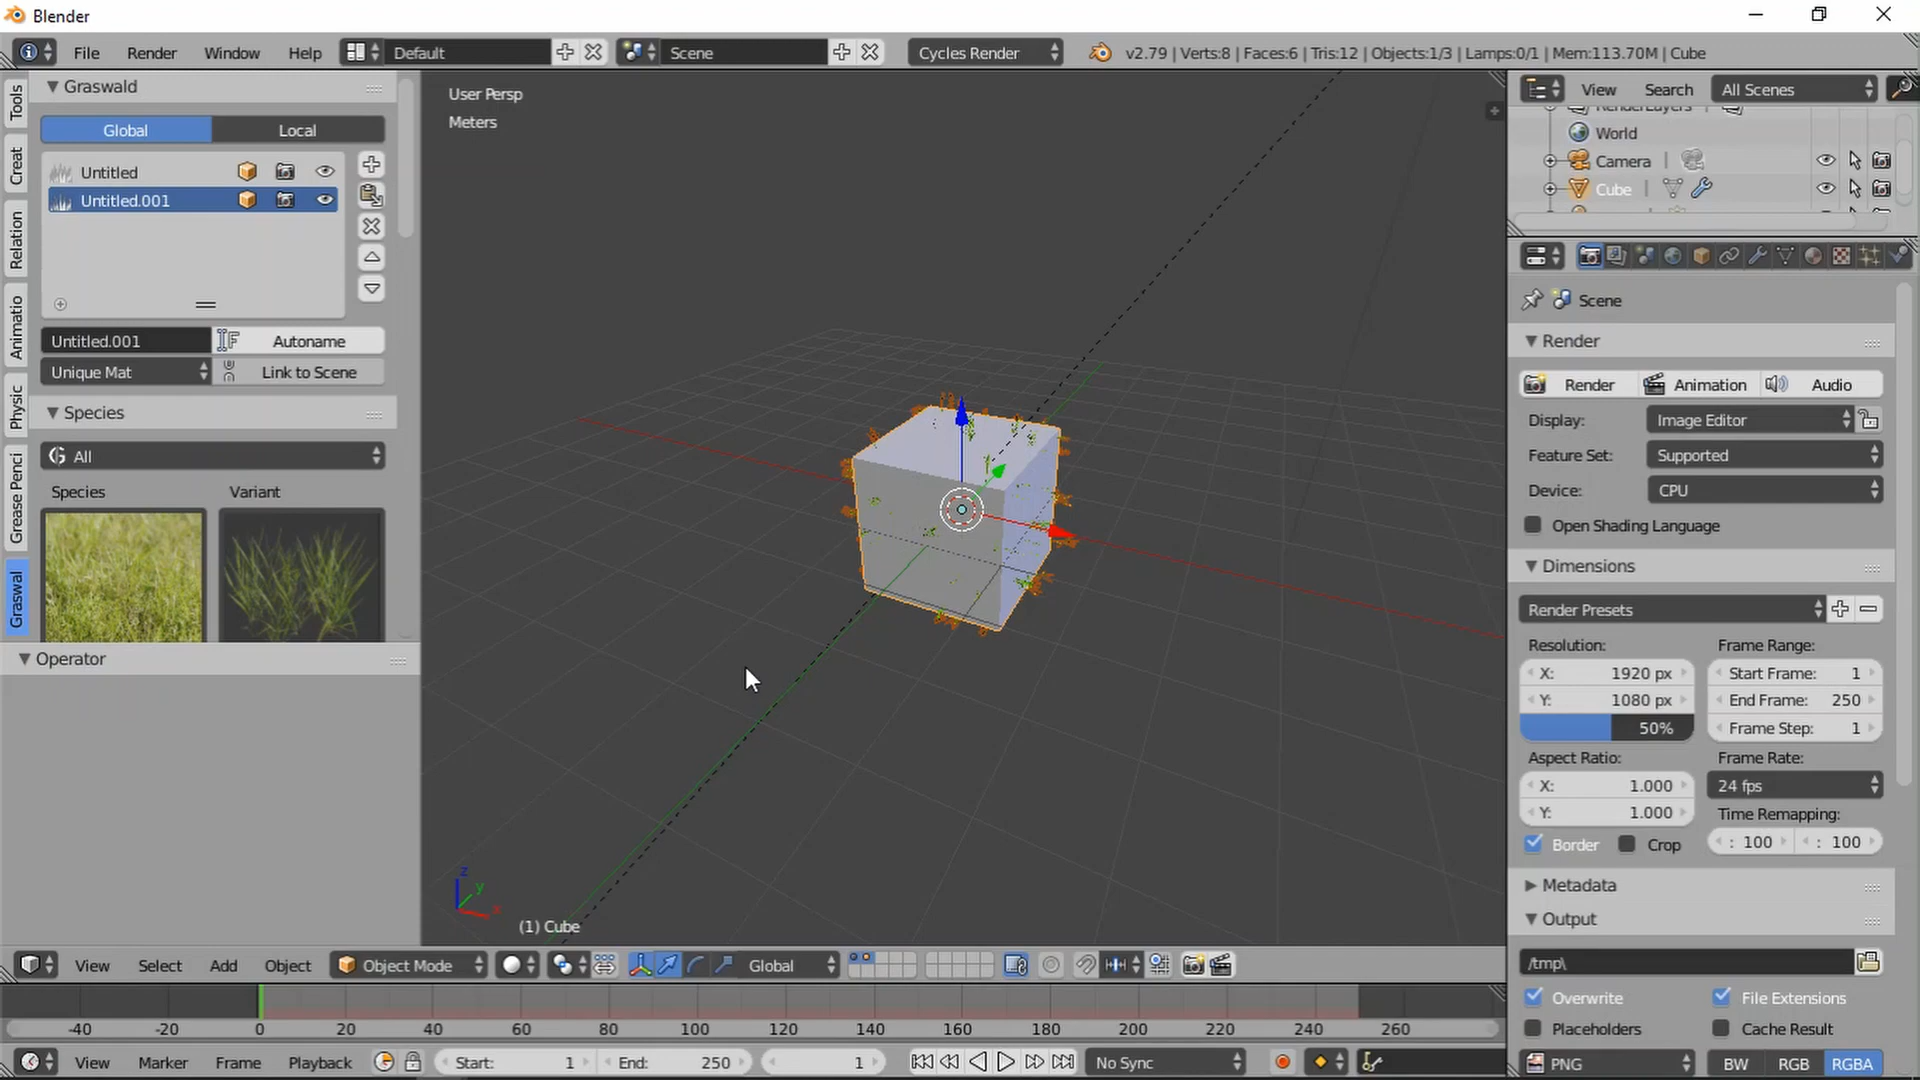 Blender
File Render Window Help Default Scene Cycles Render v2.79 | Verts:8 | Faces:6 | Tris:12 | Objects:1/3 | Lamps:0/1 | Mem:113.70M | Cube
Tools
Creat
Relation
Animatio
Physic
Grease Penci
Graswal
Graswald
Global Local
Untitled
Untitled.001
Untitled.001 F Autoname
Unique Mat Link to Scene
Species
All
Species Variant
Operator
User Persp
Meters
z
y
x
(1) Cube
View Search All Scenes
RenderLayers
World
Camera
Cube
Scene
Render
Render Animation Audio
Display: Image Editor
Feature Set: Supported
Device: CPU
Open Shading Language
Dimensions
Render Presets
Resolution: Frame Range:
X: 1920 px Start Frame: 1
Y: 1080 px End Frame: 250
50% Frame Step: 1
Aspect Ratio: Frame Rate:
X: 1.000 24 fps
Y: 1.000 Time Remapping:
Border Crop : 100 : 100
Metadata
Output
/tmp\
Overwrite File Extensions
Placeholders Cache Result
PNG BW RGB RGBA
View Select Add Object Object Mode Global
-40 -20 0 20 40 60 80 100 120 140 160 180 200 220 240 260
View Marker Frame Playback Start: 1 End: 250 1 No Sync